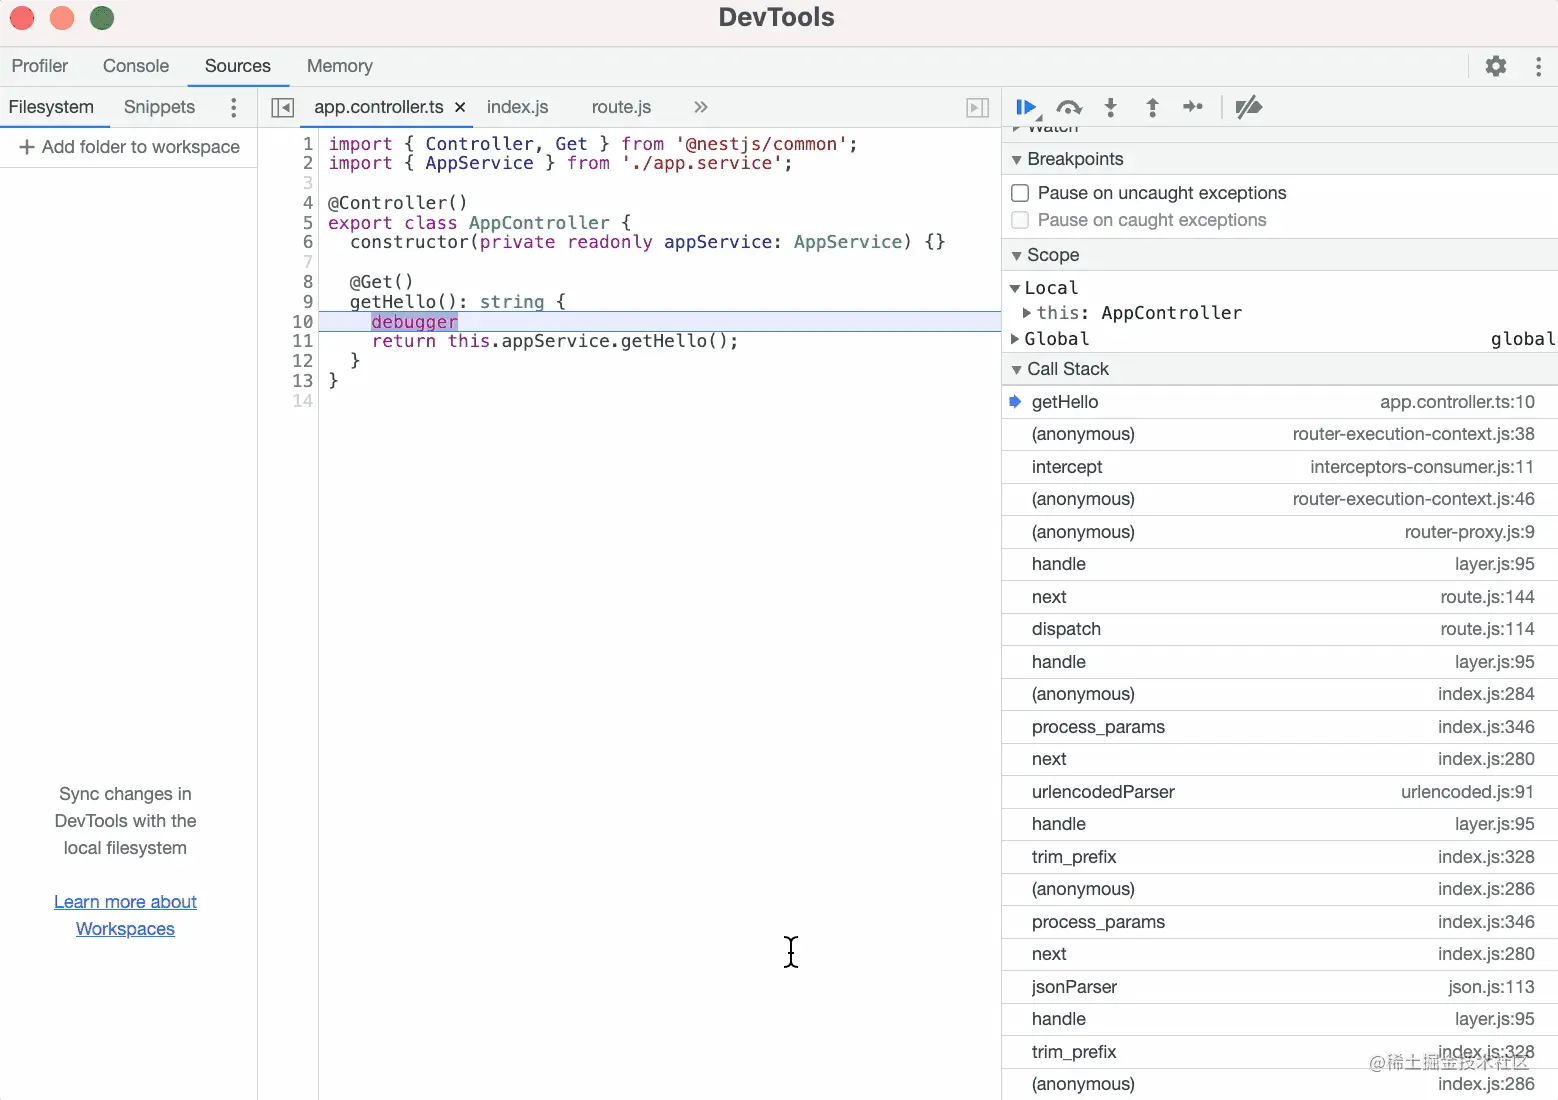 DevTools
Profiler Console Sources Memory
Filesystem Snippets
app.controller.ts × index.js route.js »
+ Add folder to workspace
Sync changes in
DevTools with the
local filesystem
Learn more about
Workspaces
1 import { Controller, Get } from '@nestjs/common';
2 import { AppService } from './app.service';
3
4 @Controller()
5 export class AppController {
6 constructor(private readonly appService: AppService) {}
7
8 @Get()
9 getHello(): string {
10 debugger
11 return this.appService.getHello();
12 }
13 }
14
Watch
Breakpoints
Pause on uncaught exceptions
Pause on caught exceptions
Scope
Local
this: AppController
Global global
Call Stack
getHello app.controller.ts:10
(anonymous) router-execution-context.js:38
intercept interceptors-consumer.js:11
(anonymous) router-execution-context.js:46
(anonymous) router-proxy.js:9
handle layer.js:95
next route.js:144
dispatch route.js:114
handle layer.js:95
(anonymous) index.js:284
process_params index.js:346
next index.js:280
urlencodedParser urlencoded.js:91
handle layer.js:95
trim_prefix index.js:328
(anonymous) index.js:286
process_params index.js:346
next index.js:280
jsonParser json.js:113
handle layer.js:95
trim_prefix index.js:328
@稀土掘金技术社区
(anonymous) index.js:286